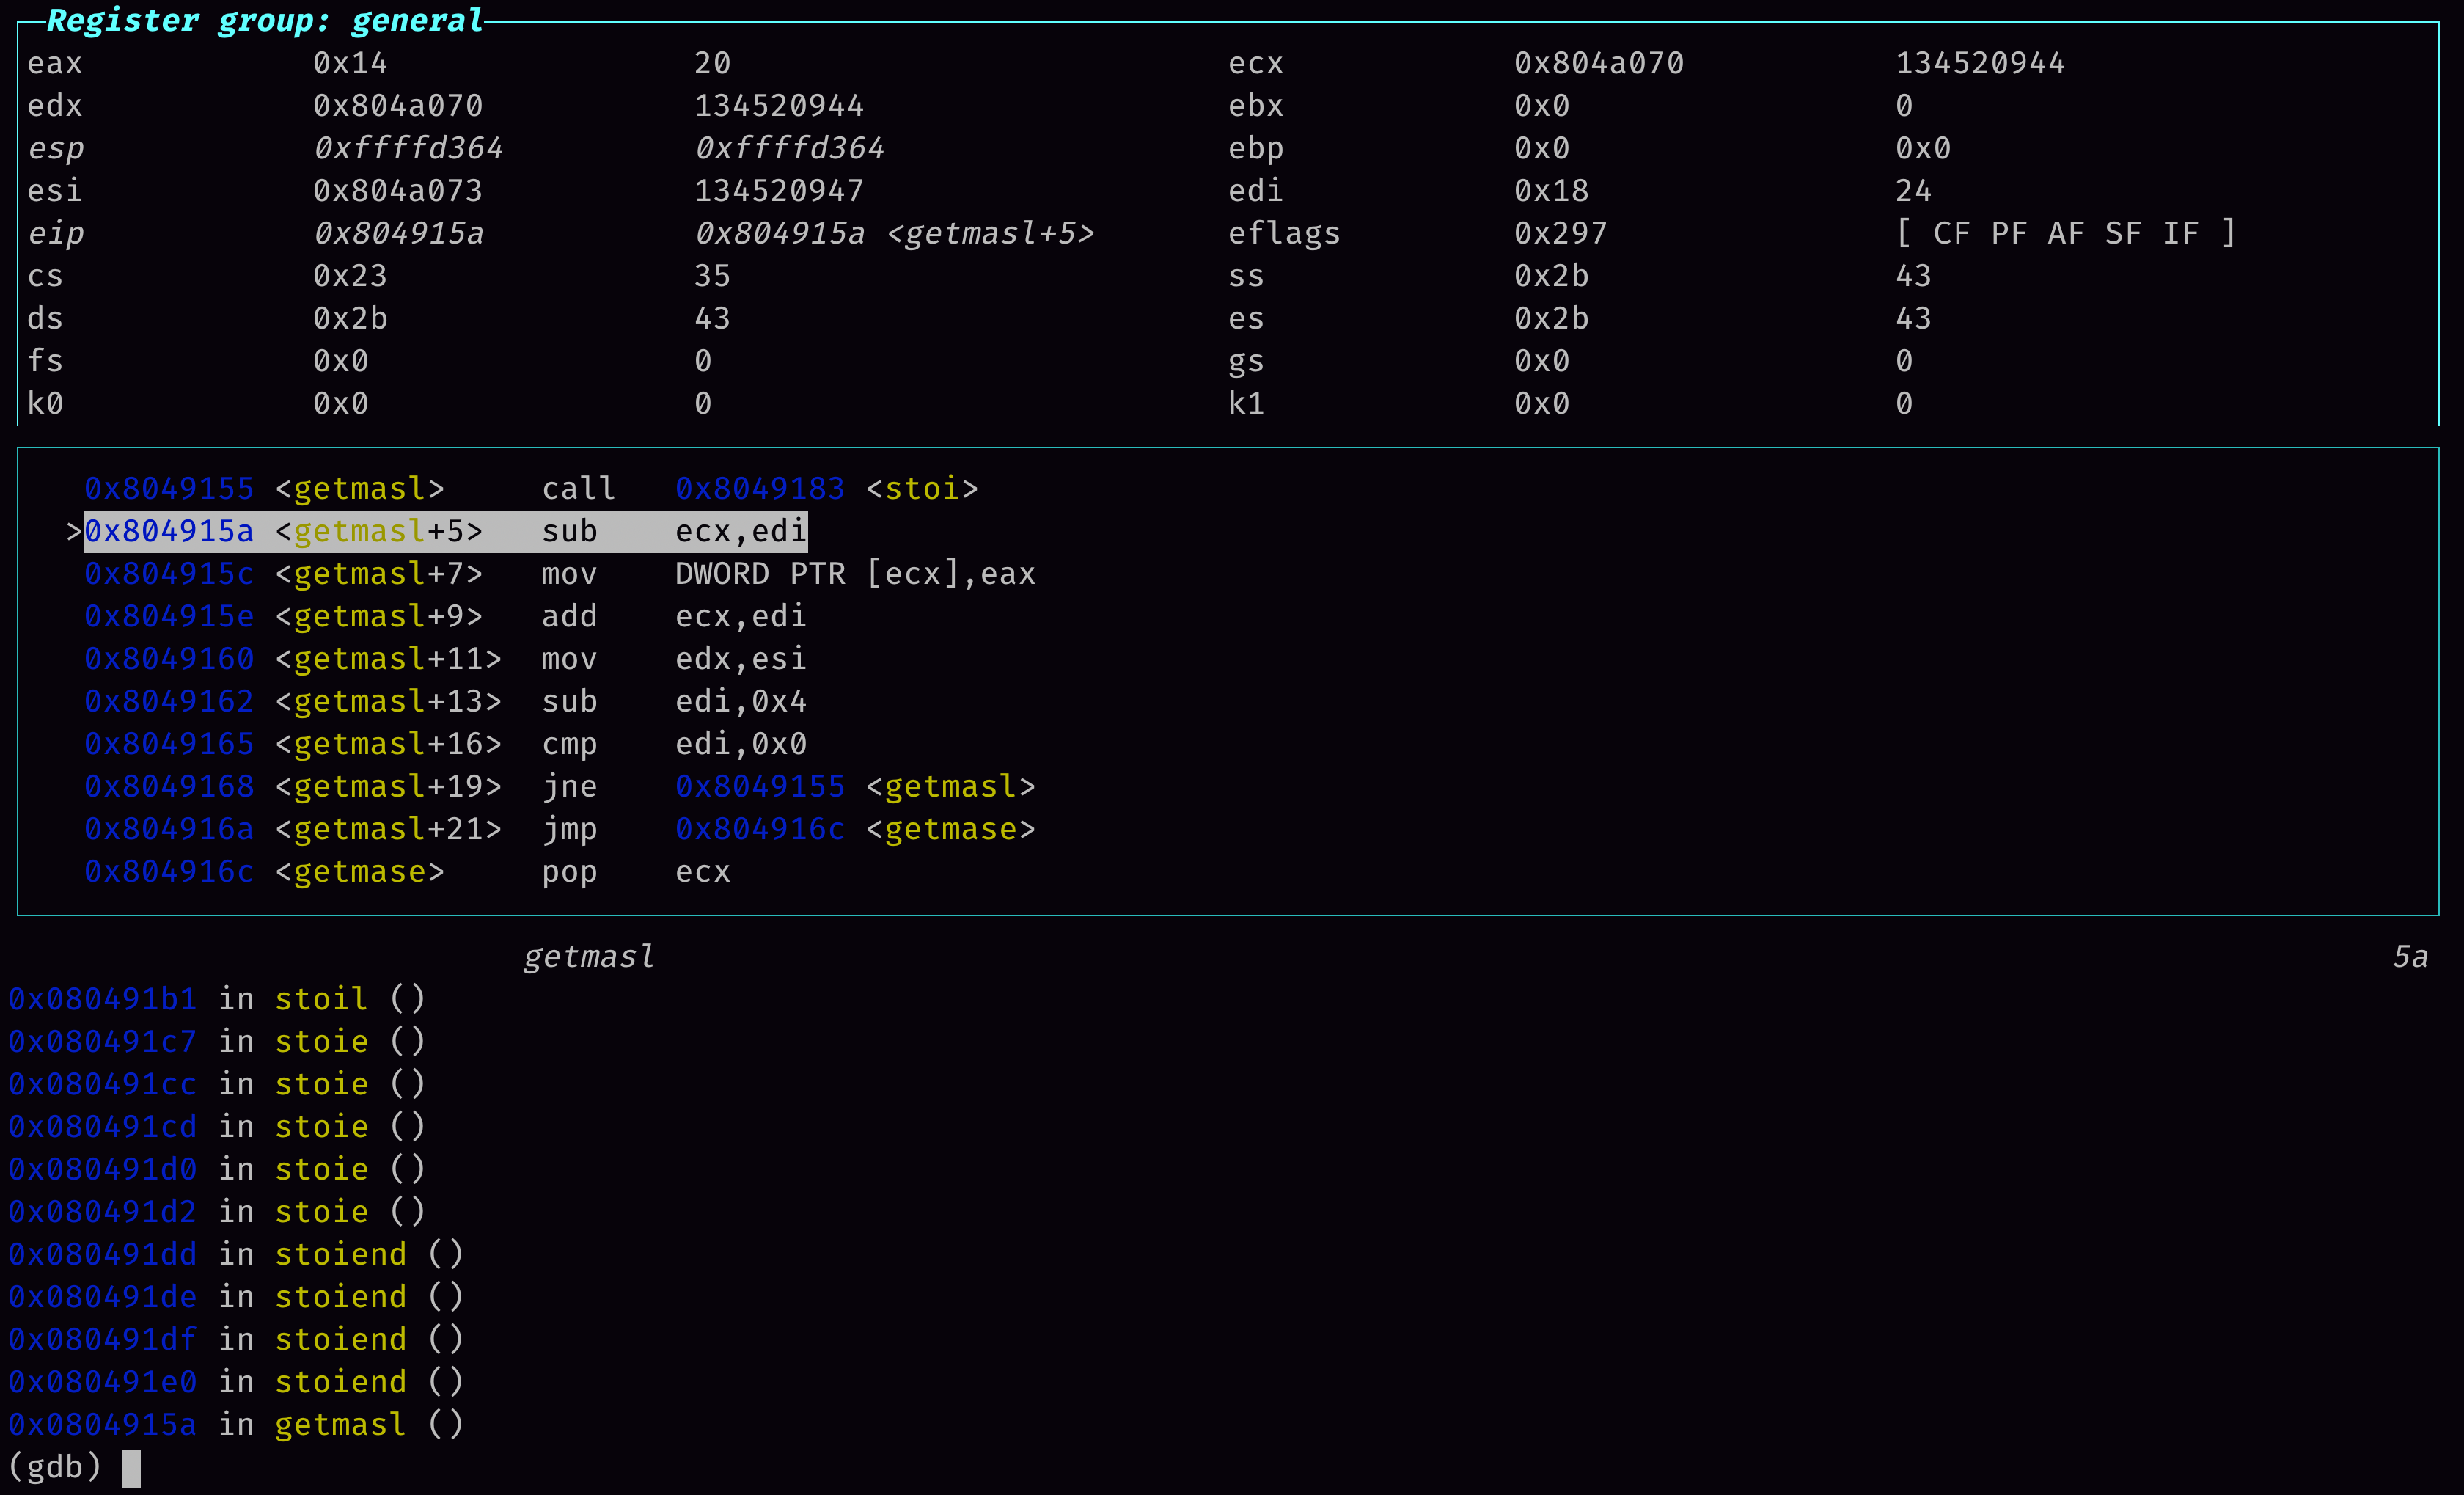 Register group: general
eax 0x14 20 ecx 0x804a070 134520944
edx 0x804a070 134520944 ebx 0x0 0
esp 0xffffd364 0xffffd364 ebp 0x0 0x0
esi 0x804a073 134520947 edi 0x18 24
eip 0x804915a 0x804915a <getmasl+5> eflags 0x297 [ CF PF AF SF IF ]
cs 0x23 35 ss 0x2b 43
ds 0x2b 43 es 0x2b 43
fs 0x0 0 gs 0x0 0
k0 0x0 0 k1 0x0 0
0x8049155 <getmasl> call 0x8049183 <stoi>
>0x804915a <getmasl+5> sub ecx,edi
0x804915c <getmasl+7> mov DWORD PTR [ecx],eax
0x804915e <getmasl+9> add ecx,edi
0x8049160 <getmasl+11> mov edx,esi
0x8049162 <getmasl+13> sub edi,0x4
0x8049165 <getmasl+16> cmp edi,0x0
0x8049168 <getmasl+19> jne 0x8049155 <getmasl>
0x804916a <getmasl+21> jmp 0x804916c <getmase>
0x804916c <getmase> pop ecx
getmasl 5a
0x080491b1 in stoil ()
0x080491c7 in stoie ()
0x080491cc in stoie ()
0x080491cd in stoie ()
0x080491d0 in stoie ()
0x080491d2 in stoie ()
0x080491dd in stoiend ()
0x080491de in stoiend ()
0x080491df in stoiend ()
0x080491e0 in stoiend ()
0x0804915a in getmasl ()
(gdb)